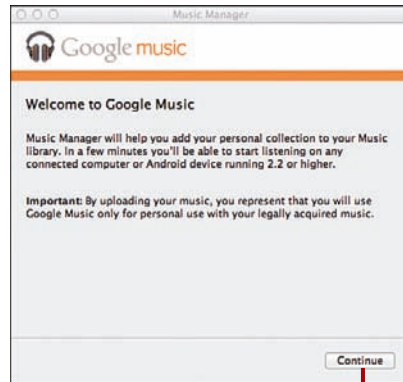 Music Manager
Google music
Welcome to Google Music
Music Manager will help you add your personal collection to your Music
library. In a few minutes you'll be able to start listening on any
connected computer or Android device running 2.2 or higher.
Important: By uploading your music, you represent that you will use
Google Music only for personal use with your legally acquired music.
Continue